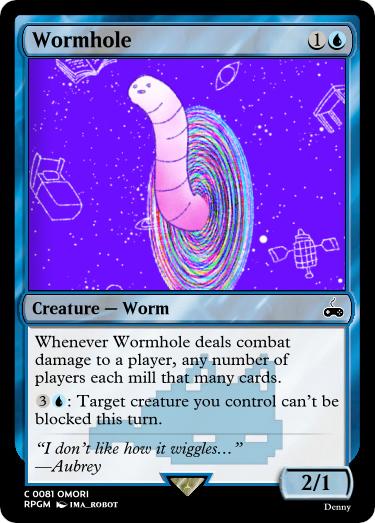 Wormhole 1
Creature — Worm
Whenever Wormhole deals combat
damage to a player, any number of
players each mill that many cards.
3 : Target creature you control can't be
blocked this turn.
“I don't like how it wiggles…”
—Aubrey
2/1
C 0081 OMORI
RPGM IMA_ROBOT
Denny